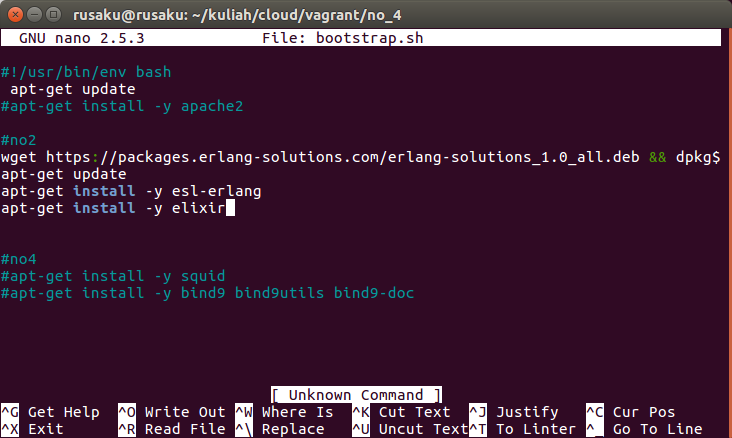 rusaku@rusaku: ~/kuliah/cloud/vagrant/no_4
GNU nano 2.5.3 File: bootstrap.sh
#!/usr/bin/env bash
apt-get update
#apt-get install -y apache2
#no2
wget https://packages.erlang-solutions.com/erlang-solutions_1.0_all.deb && dpkg$
apt-get update
apt-get install -y esl-erlang
apt-get install -y elixir
#no4
#apt-get install -y squid
#apt-get install -y bind9 bind9utils bind9-doc
[ Unknown Command ]
^G Get Help ^O Write Out ^W Where Is ^K Cut Text ^J Justify ^C Cur Pos
^X Exit ^R Read File ^\ Replace ^U Uncut Text ^T To Linter ^_ Go To Line